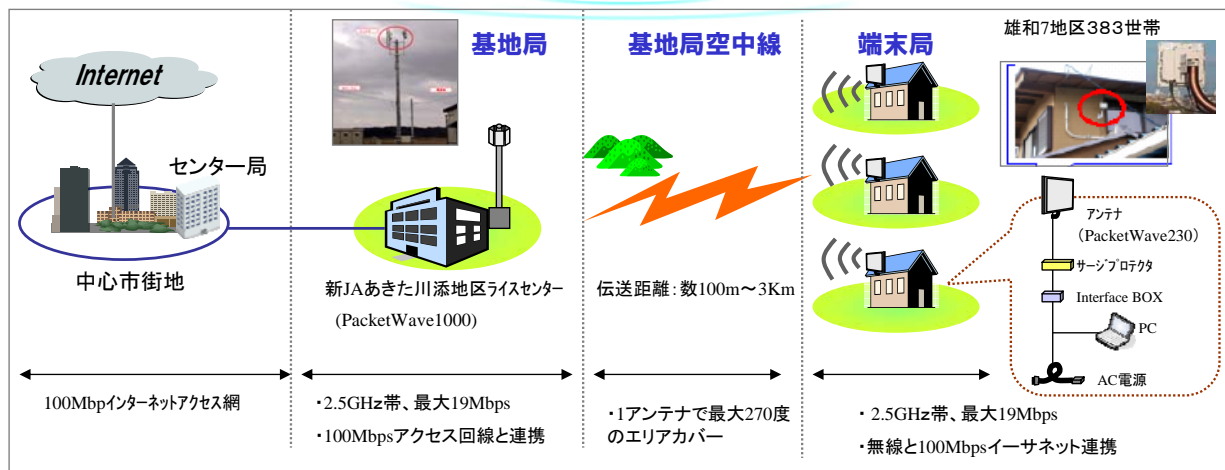 Internet
センター局
中心市街地
100Mbpインターネットアクセス網
基地局
新JAあきた川添地区ライスセンター
(PacketWave1000)
・2.5GHz帯、最大19Mbps
・100Mbpsアクセス回線と連携
基地局空中線
伝送距離：数100m～3Km
・1アンテナで最大270度
のエリアカバー
端末局
雄和7地区383世帯
アンテナ
(PacketWave230)
サージプロテクタ
Interface BOX
PC
AC電源
・2.5GHz帯、最大19Mbps
・無線と100Mbpsイーサネット連携